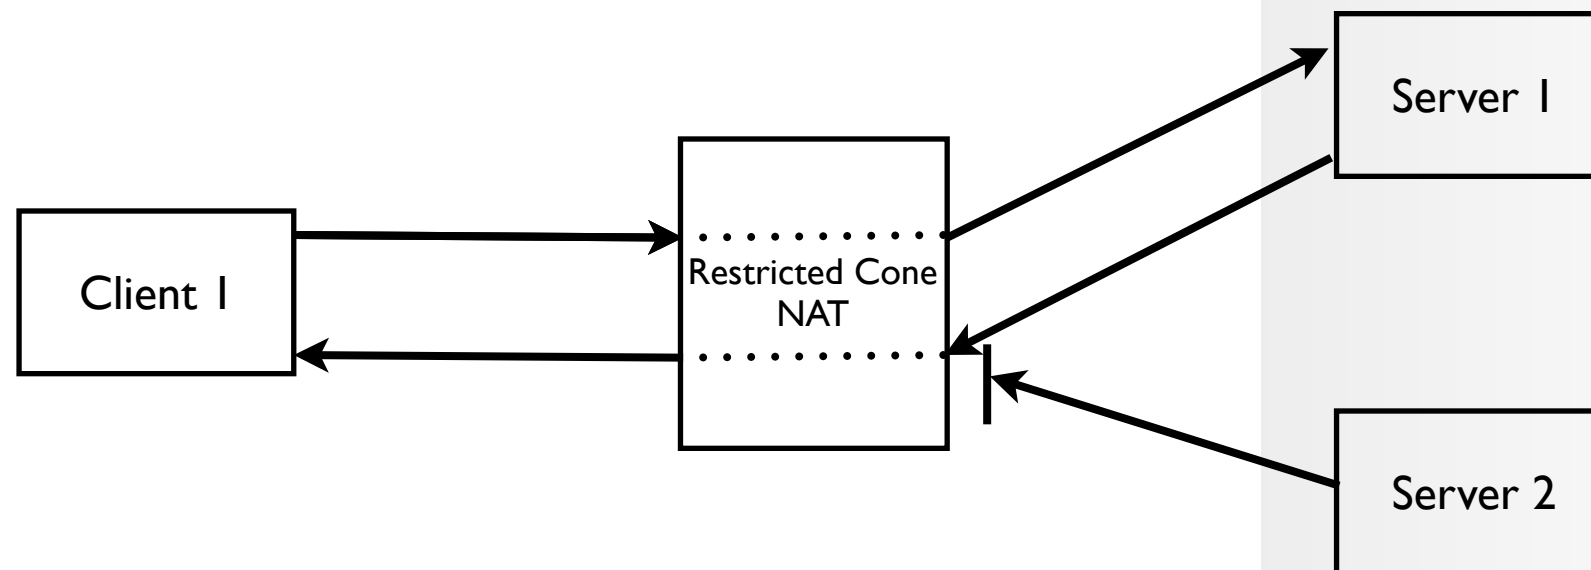 Server 1
Client 1
Restricted Cone
NAT
Server 2